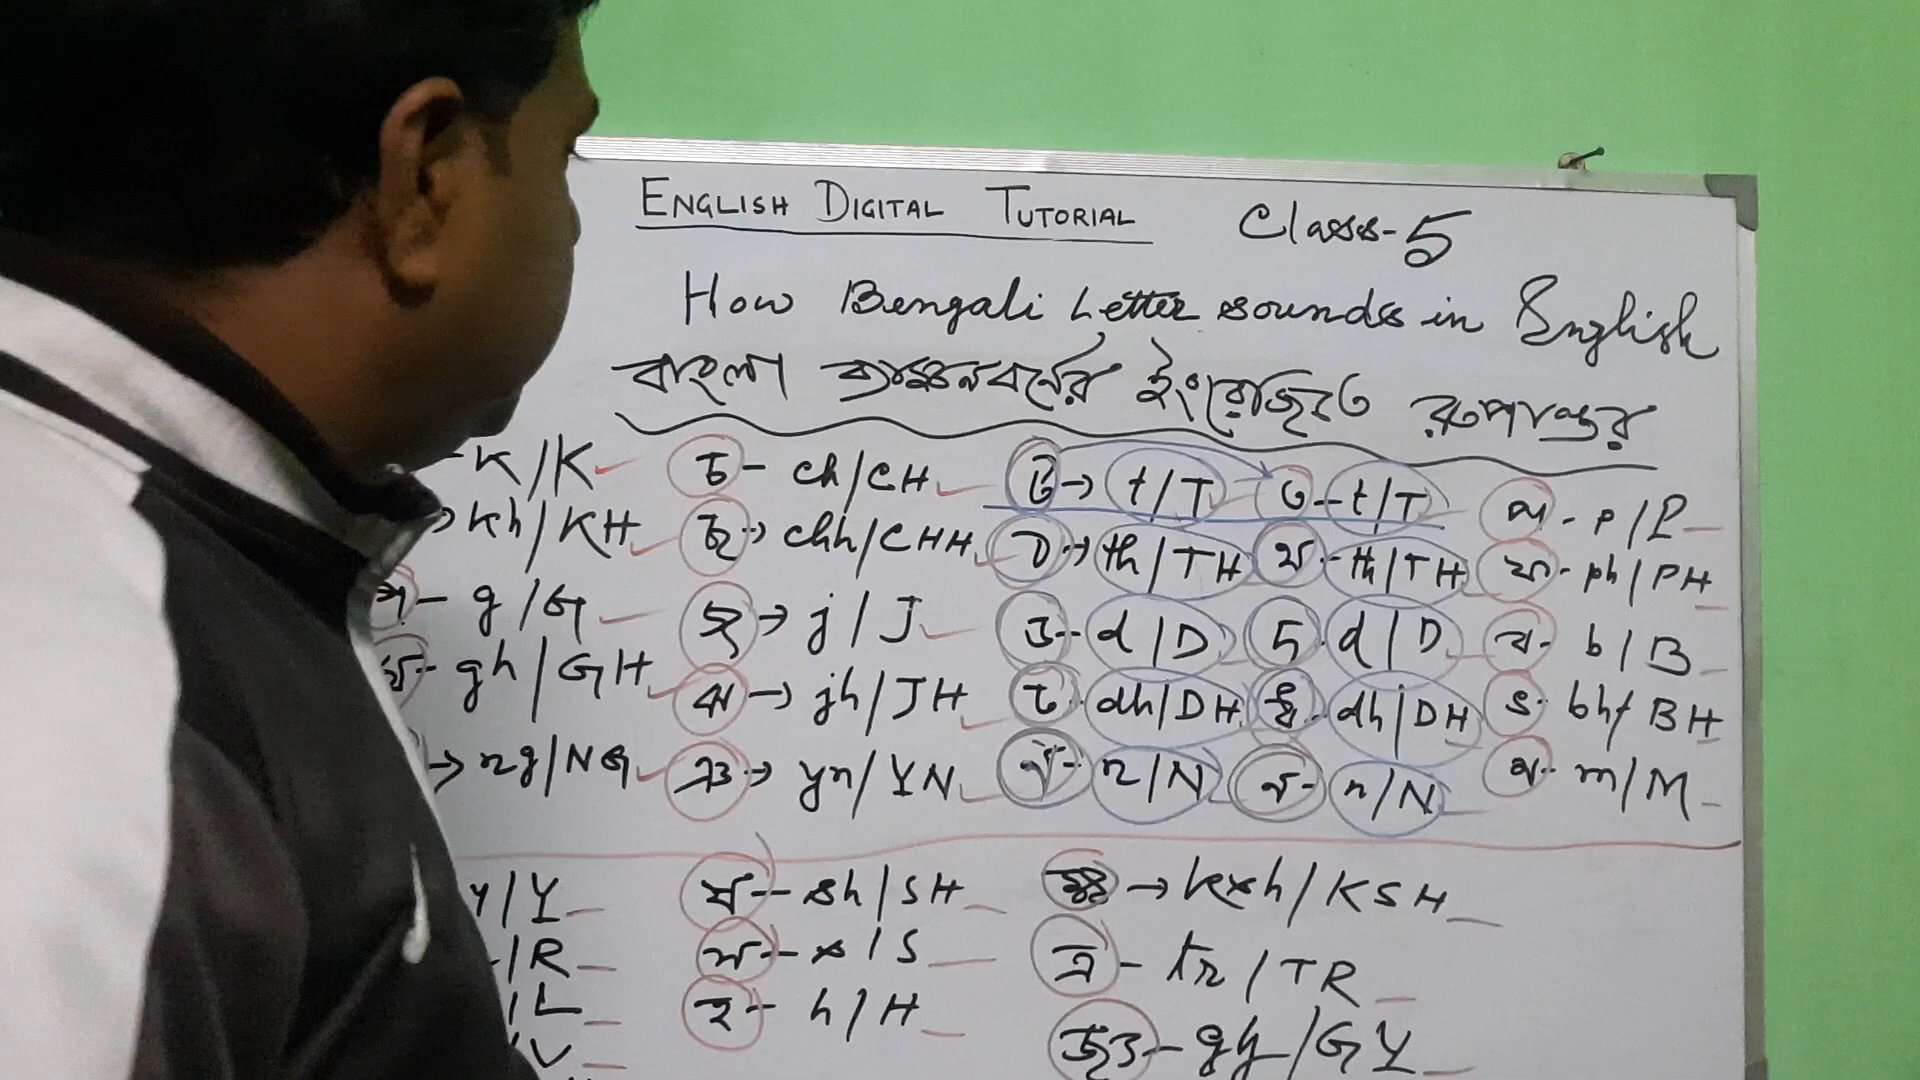 ENGLISH DIGITAL TUTORIAL Class-5
How Bengali Letter sounds in English
বাংলা ব্যঞ্জনবর্ণের ইংরেজিতে রূপান্তর
-K/K চ- ch/CH ট→ t/T ত-t/T প- p/P
→Kh/KH ছ→ chh/CHH ঠ→ th/TH থ- th/TH ফ- ph/PH
গ- g/G জ→ j/J ড- d/D দ- d/D ব- b/B
ঘ- gh/GH ঝ→ jh/JH ঢ- dh/DH ধ- dh/DH ভ- bh/BH
→ng/NG ঞ→ yn/YN ণ- n/N ন- n/N ম- m/M
y/Y ষ- sh/SH ক্ষ→ Ksh/KSH
-/R স- s/S ত্র- tr/TR
/L হ- h/H জ্ঞ- gy/GY
/V